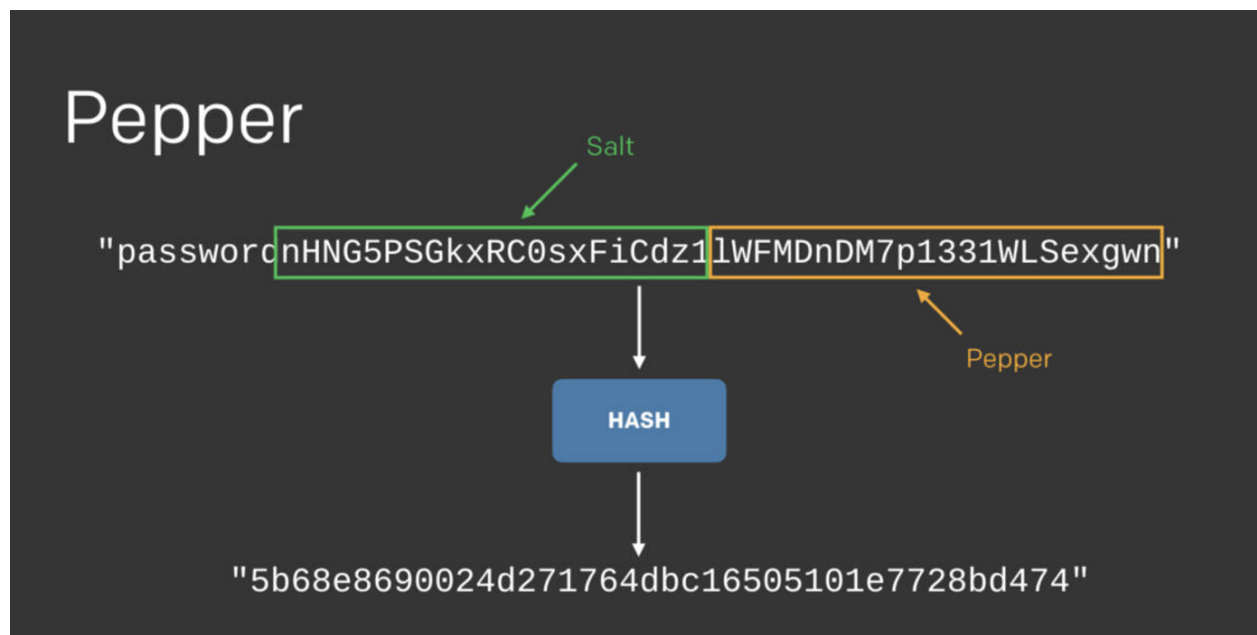 Pepper
Salt
"passwordnHNG5PSGkxRC0sxFiCdz1lWFMDnDM7p1331WLSexgwn"
Pepper
HASH
"5b68e8690024d271764dbc16505101e7728bd474"